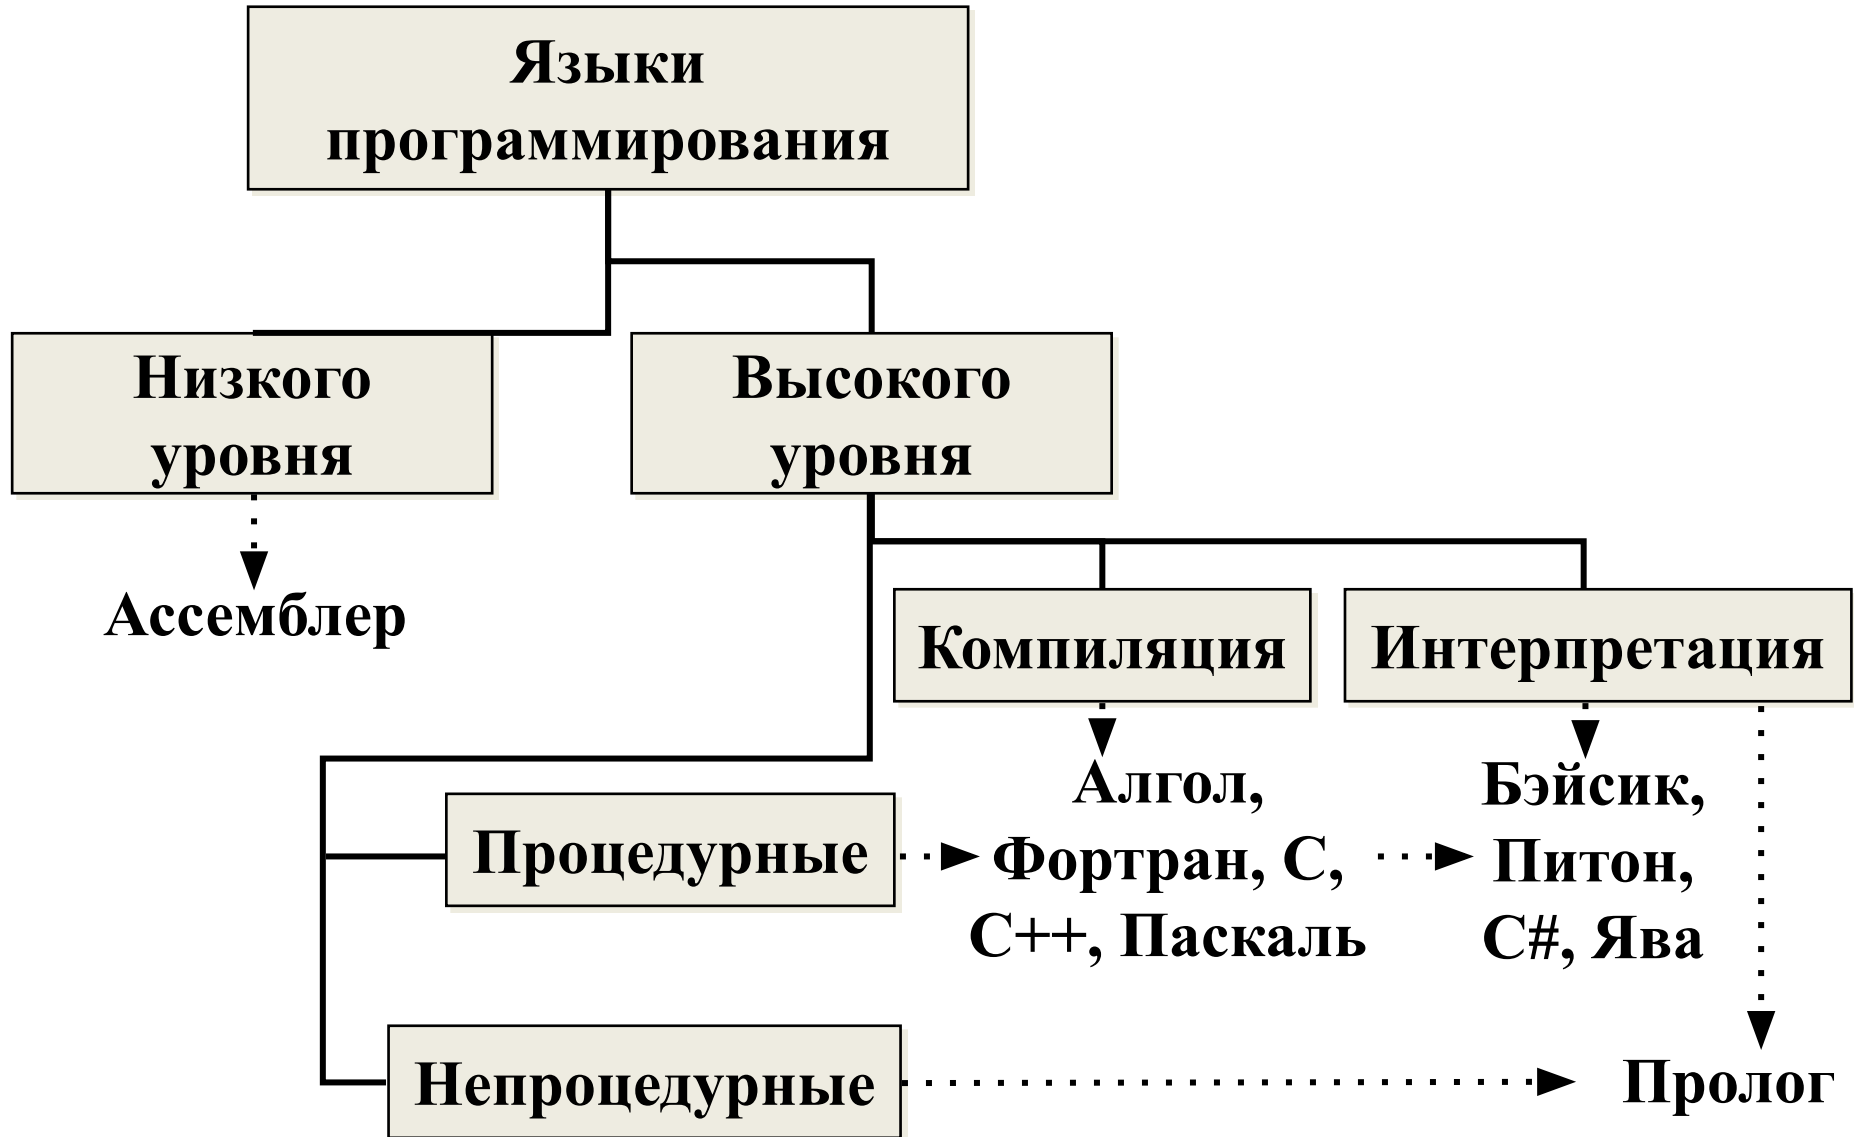 Языки
программирования
Низкого
уровня
Высокого
уровня
Ассемблер
Компиляция
Интерпретация
Алгол,
Фортран, С,
С++, Паскаль
Бэйсик,
Питон,
С#, Ява
Процедурные
Непроцедурные
Пролог